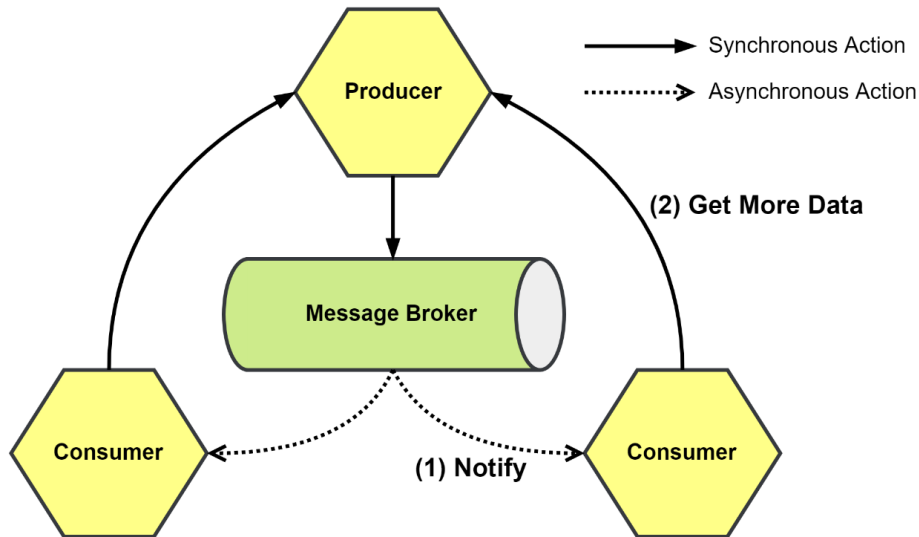 Producer
Synchronous Action
Asynchronous Action
(2) Get More Data
Message Broker
Consumer
(1) Notify
Consumer